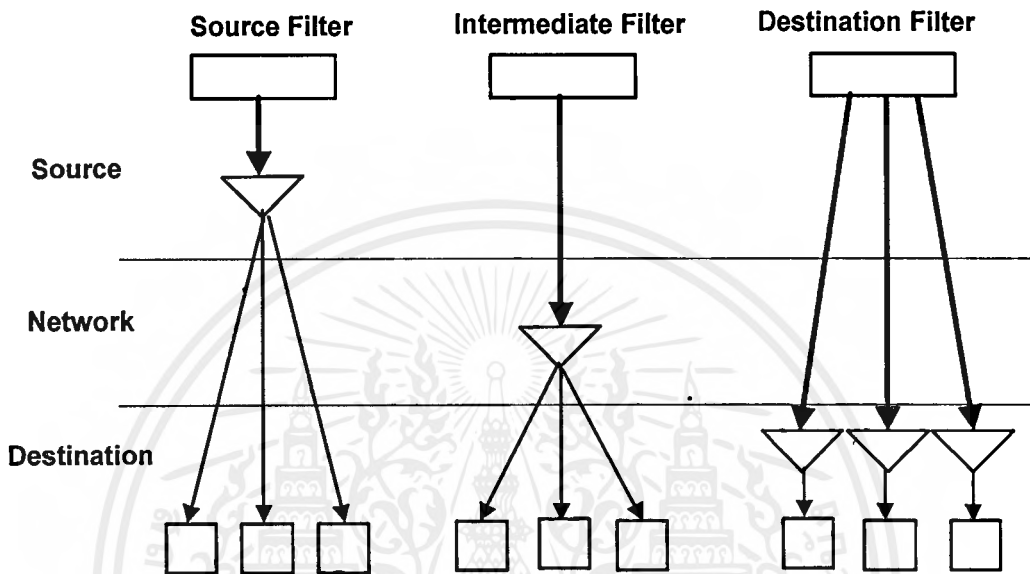 Source Filter
Intermediate Filter
Destination Filter
Source
Network
Destination